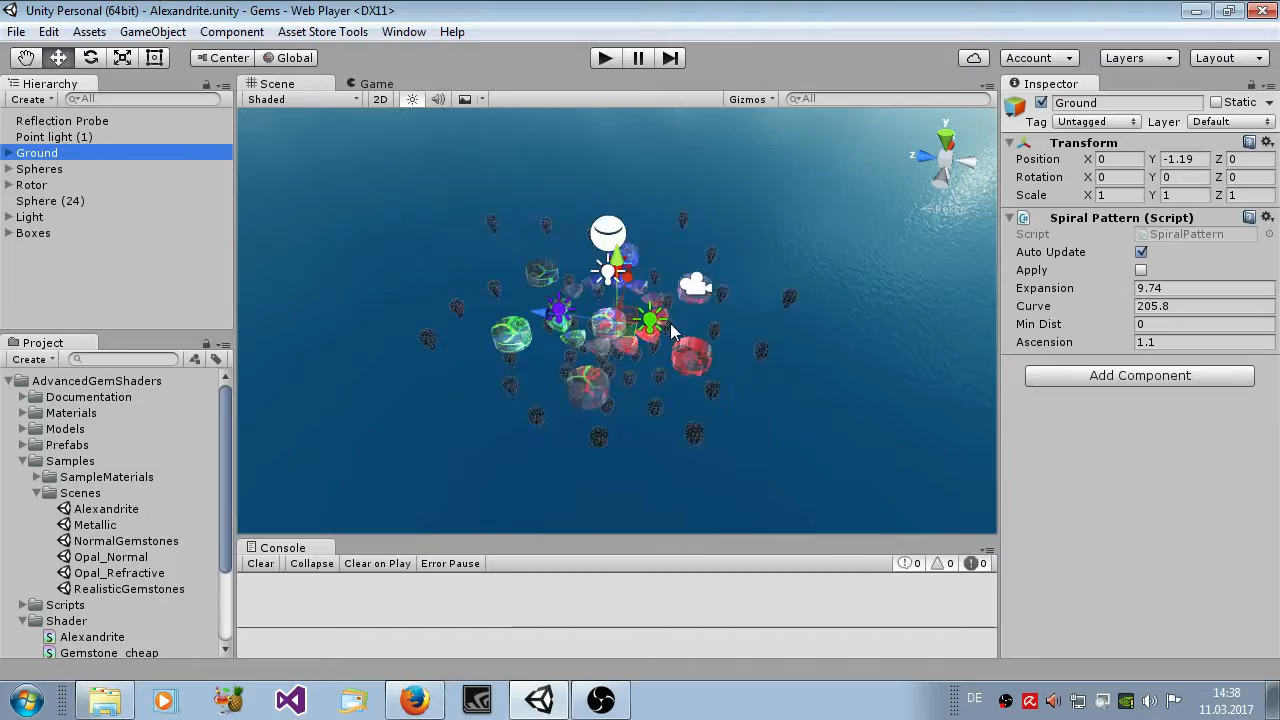 Unity Personal (64bit) - Alexandrite.unity - Gems - Web Player <DX11>
File Edit Assets GameObject Component Asset Store Tools Window Help
Center Global Account Layers Layout
Hierarchy
Create All
Reflection Probe
Point light (1)
Ground
Spheres
Rotor
Sphere (24)
Light
Boxes
Project
Create
AdvancedGemShaders
Documentation
Materials
Models
Prefabs
Samples
SampleMaterials
Scenes
Alexandrite
Metallic
NormalGemstones
Opal_Normal
Opal_Refractive
RealisticGemstones
Scripts
Shader
Alexandrite
Gemstone_cheap
Scene Game
Shaded 2D Gizmos All
y
z
Persp
Console
Clear Collapse Clear on Play Error Pause 0 0 0
Inspector
Ground Static
Tag Untagged Layer Default
Transform
Position X 0 Y -1.19 Z 0
Rotation X 0 Y 0 Z 0
Scale X 1 Y 1 Z 1
Spiral Pattern (Script)
Script SpiralPattern
Auto Update
Apply
Expansion 9.74
Curve 205.8
Min Dist 0
Ascension 1.1
Add Component
DE 14:38
11.03.2017